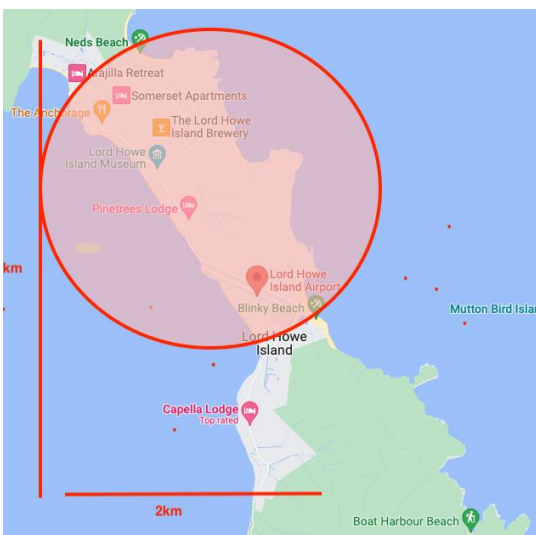 Neds Beach
Arajilla Retreat
Somerset Apartments
The Anchorage
The Lord Howe
Island Brewery
Lord Howe
Island Museum
Pinetrees Lodge
km
Lord Howe
Island Airport
Blinky Beach
Mutton Bird Islan
Lord Howe
Island
Capella Lodge
Top rated
2km
Boat Harbour Beach